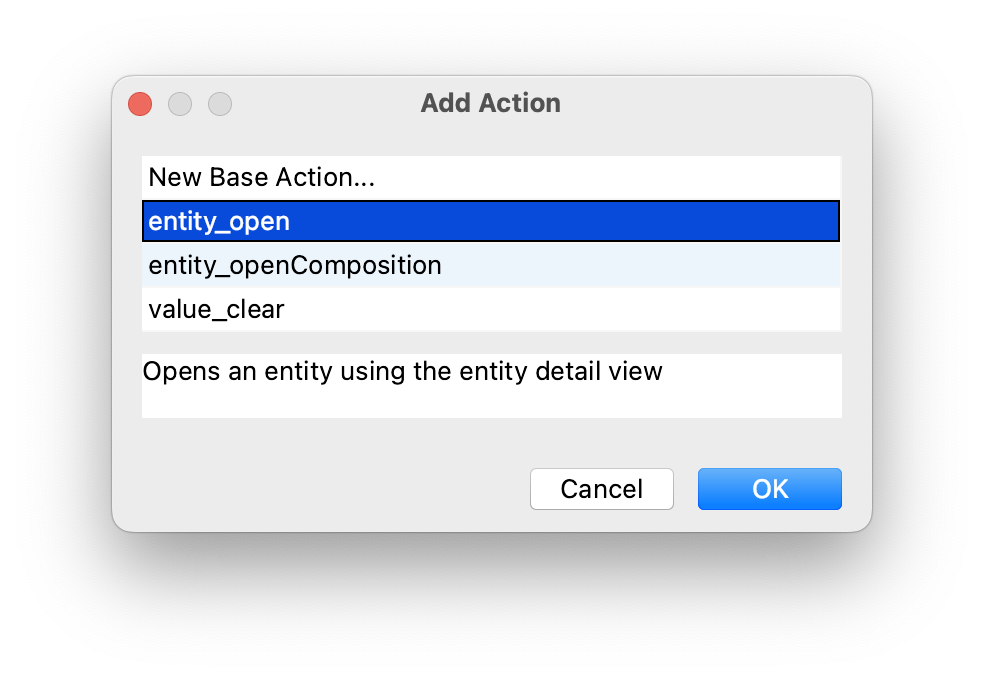 Add Action
New Base Action...
entity_open
entity_openComposition
value_clear
Opens an entity using the entity detail view
Cancel
OK